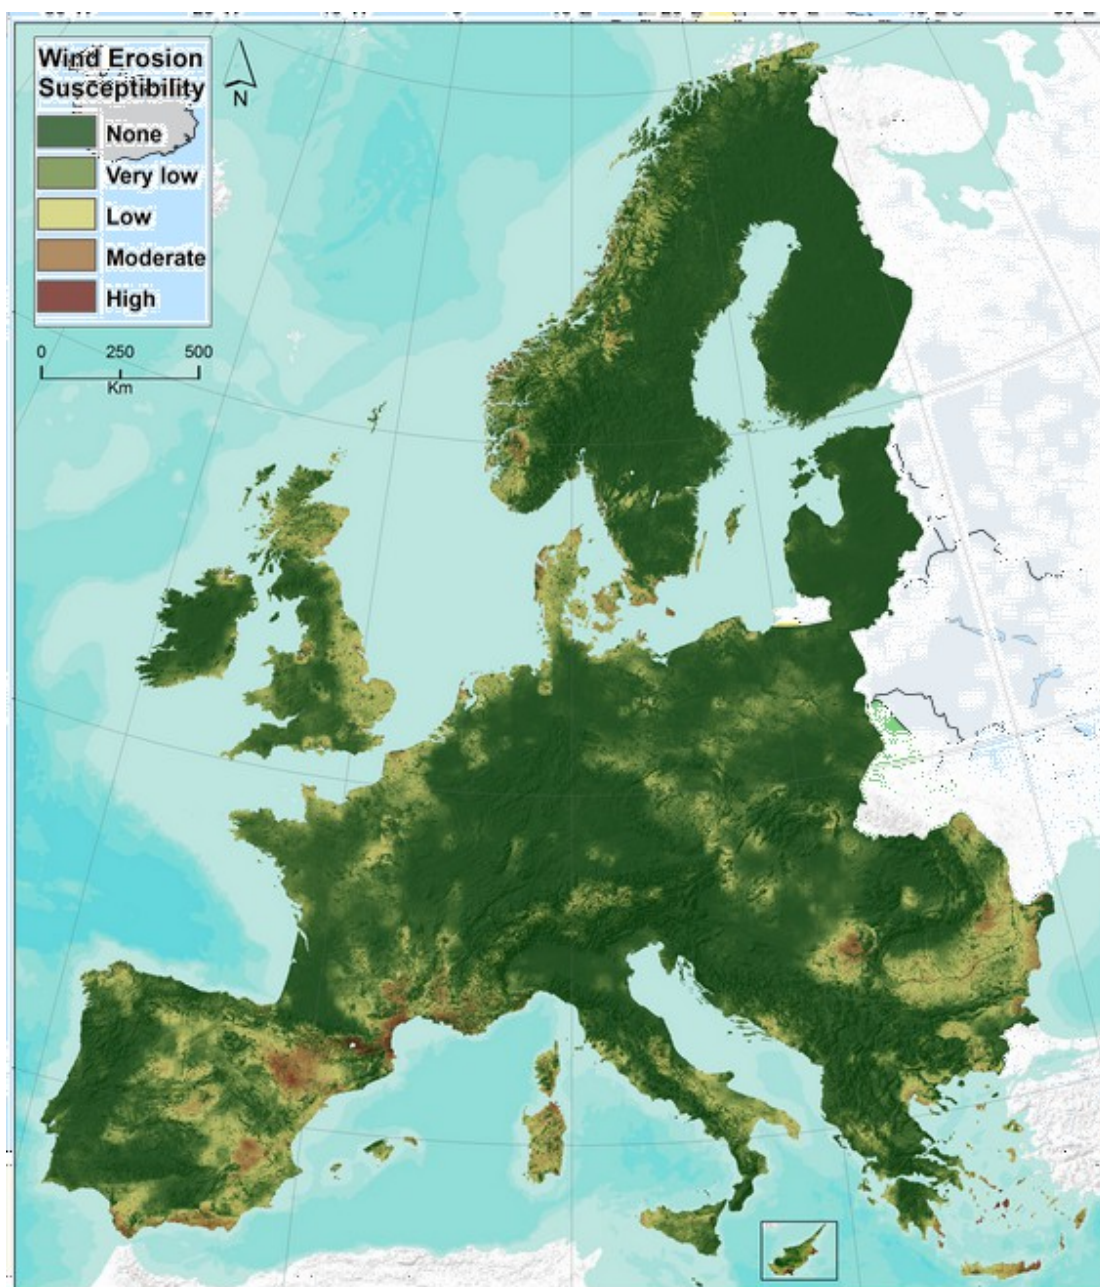 Wind Erosion
Susceptibility
None
Very low
Low
Moderate
High
N
0 250 500
Km